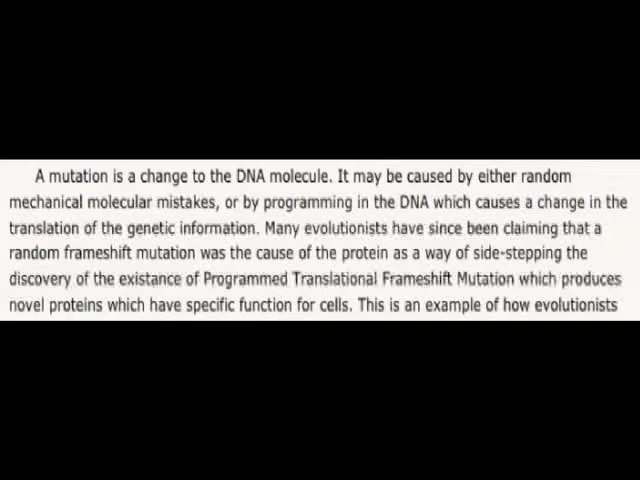 A mutation is a change to the DNA molecule. It may be caused by either random
mechanical molecular mistakes, or by programming in the DNA which causes a change in the
translation of the genetic information. Many evolutionists have since been claiming that a
random frameshift mutation was the cause of the protein as a way of side-stepping the
discovery of the existance of Programmed Translational Frameshift Mutation which produces
novel proteins which have specific function for cells. This is an example of how evolutionists